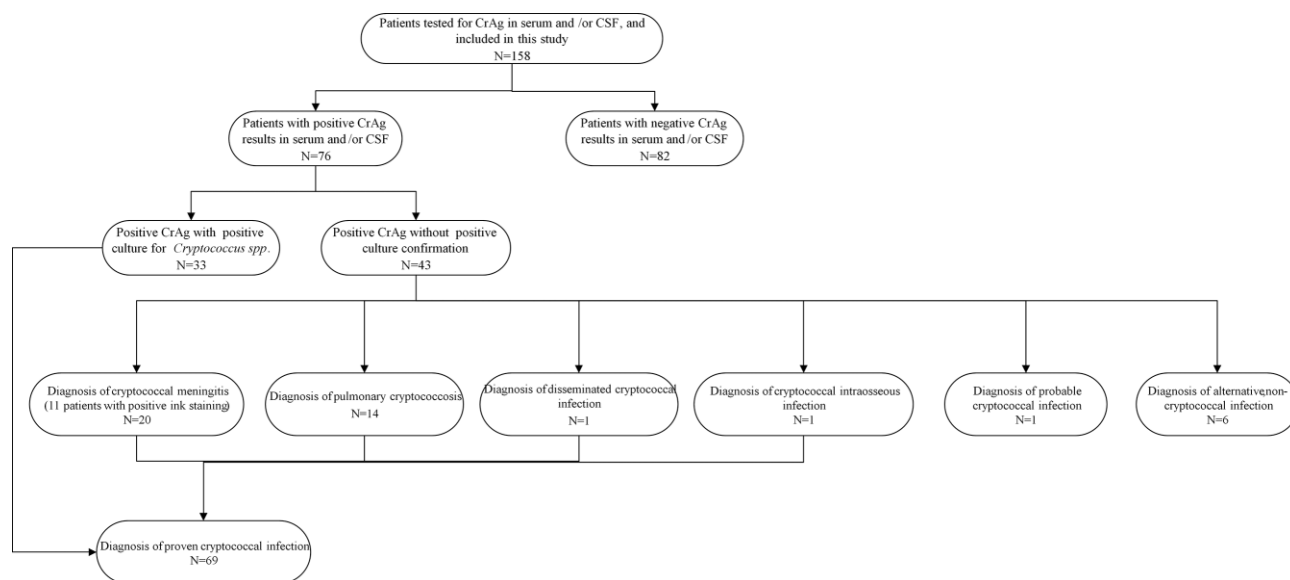 Patients tested for CrAg in serum and /or CSF, and
included in this study
N=158
Patients with positive CrAg
results in serum and /or CSF
N=76
Patients with negative CrAg
results in serum and /or CSF
N=82
Positive CrAg with positive
culture for Cryptococcus spp.
N=33
Positive CrAg without positive
culture confirmation
N=43
Diagnosis of cryptococcal meningitis
(11 patients with positive ink staining)
N=20
Diagnosis of pulmonary cryptococcosis
N=14
Diagnosis of disseminated cryptococcal
infection
N=1
Diagnosis of cryptococcal intraosseous
infection
N=1
Diagnosis of probable
cryptococcal infection
N=1
Diagnosis of alternative,non-
cryptococcal infection
N=6
Diagnosis of proven cryptococcal infection
N=69